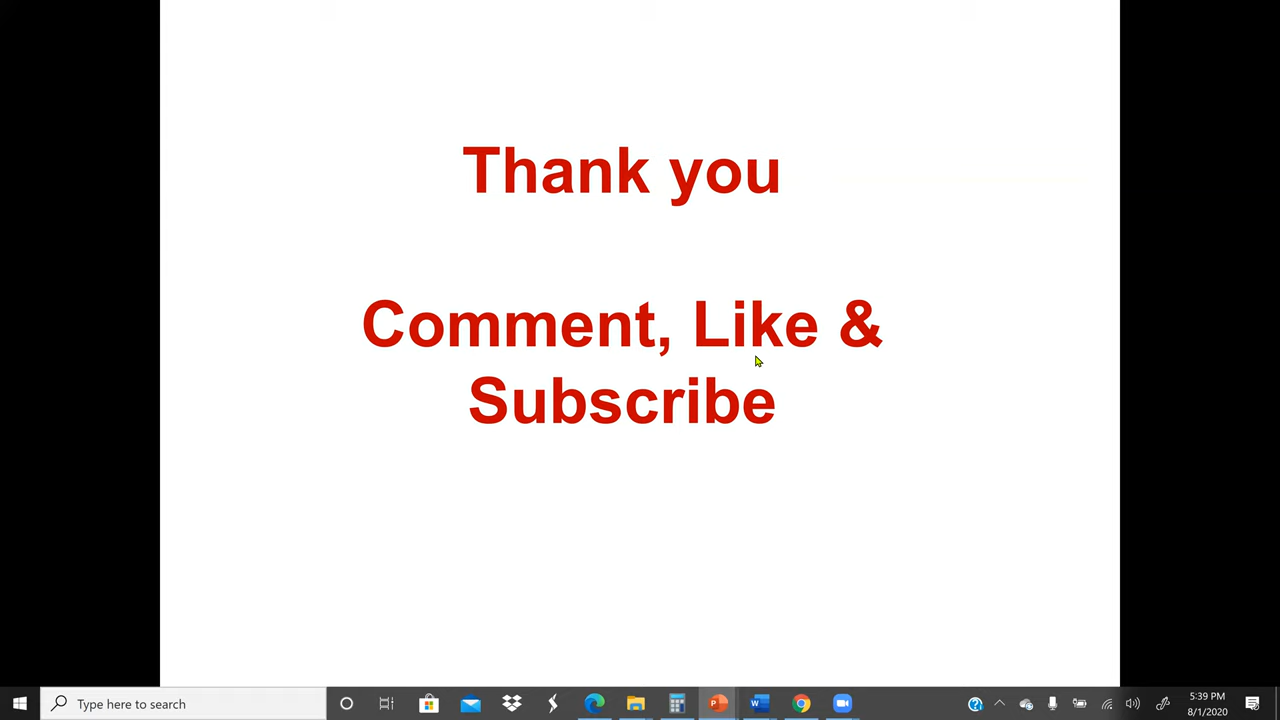 Thank you
Comment, Like &
Subscribe
Type here to search
5:39 PM
8/1/2020